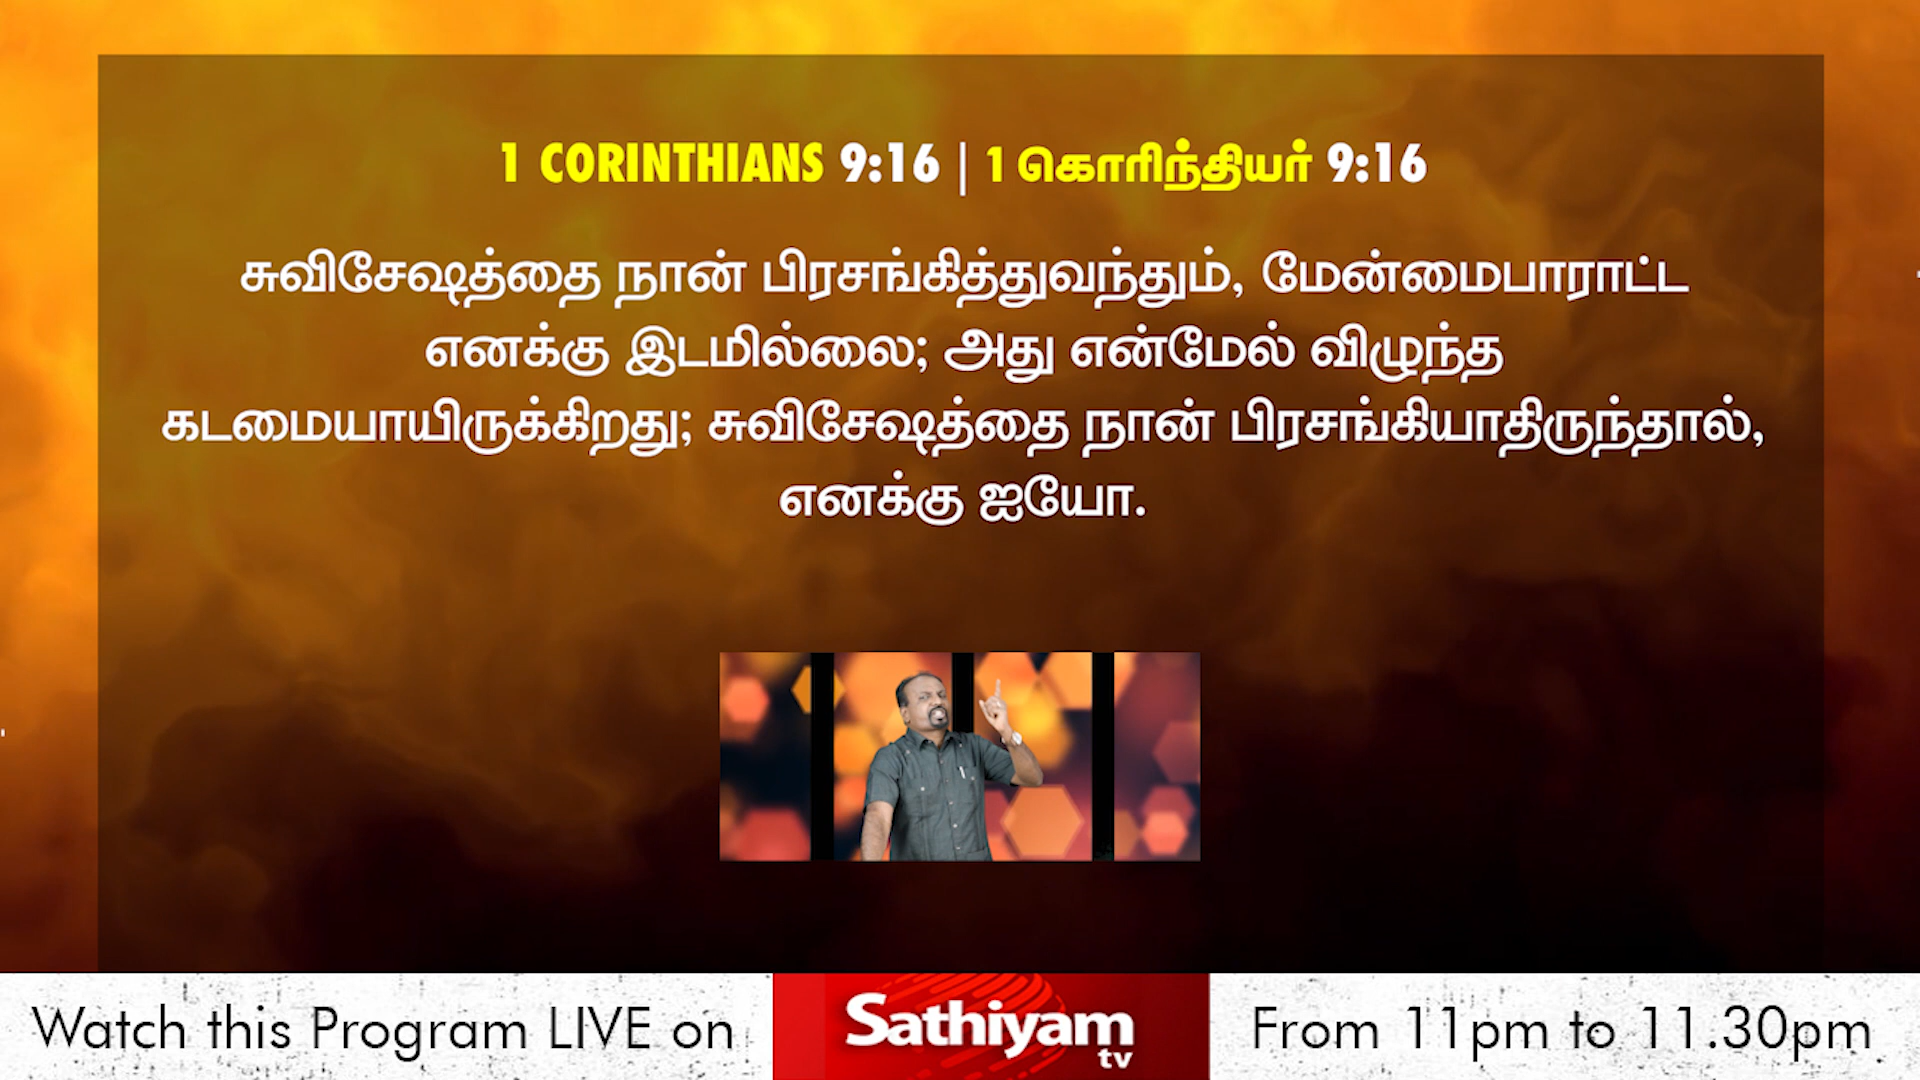 1 CORINTHIANS 9:16 | 1 கொரிந்தியர் 9:16
சுவிசேஷத்தை நான் பிரசங்கித்துவந்தும், மேன்மைபாராட்ட
எனக்கு இடமில்லை; அது என்மேல் விழுந்த
கடமையாயிருக்கிறது; சுவிசேஷத்தை நான் பிரசங்கியாதிருந்தால்,
எனக்கு ஐயோ.
Watch this Program LIVE on
Sathiyam
tv
From 11pm to 11.30pm